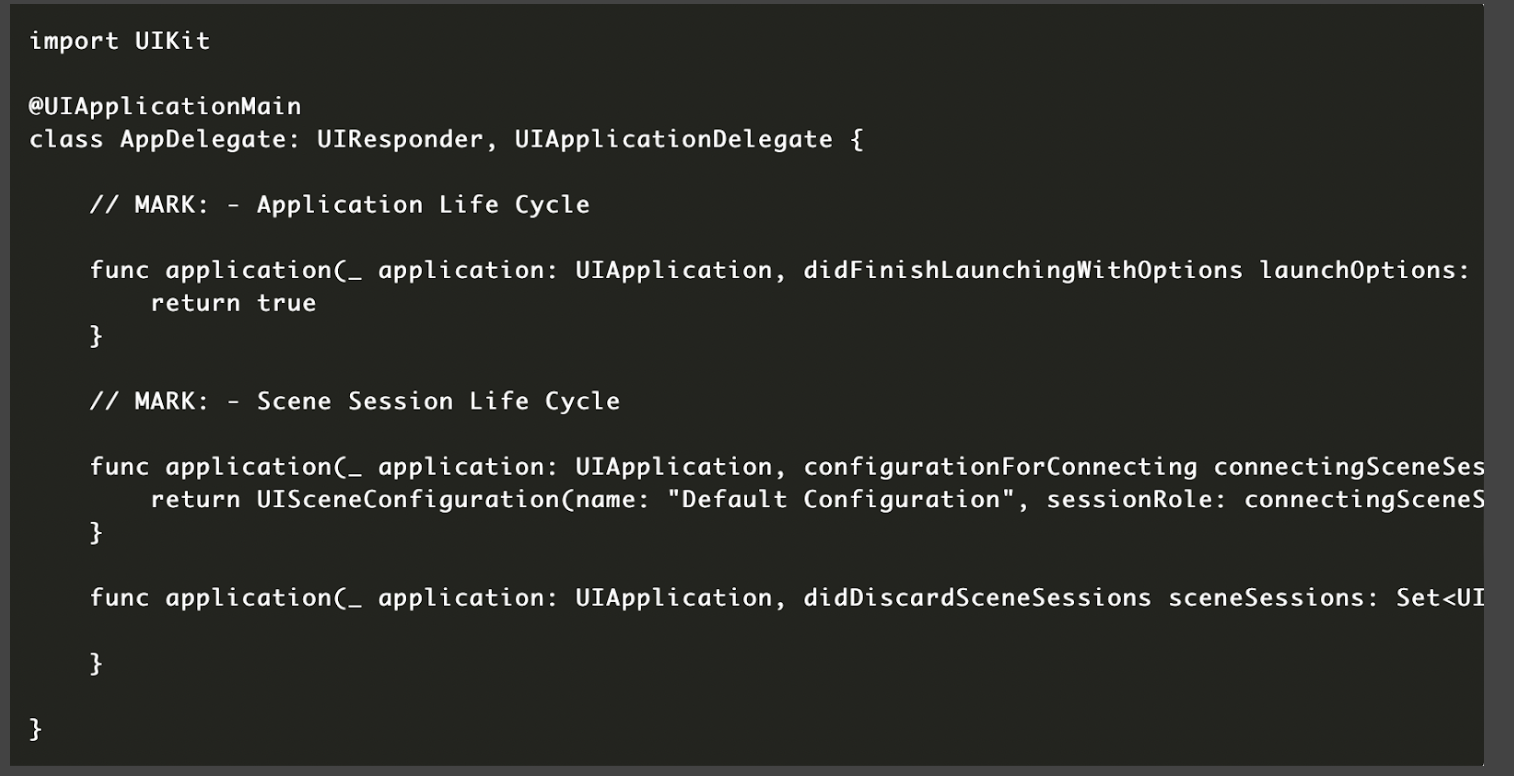 import UIKit
@UIApplicationMain
class AppDelegate: UIResponder, UIApplicationDelegate {
// MARK: - Application Life Cycle
func application(_ application: UIApplication, didFinishLaunchingWithOptions launchOptions:
return true
}
// MARK: - Scene Session Life Cycle
func application(_ application: UIApplication, configurationForConnecting connectingSceneSes
return UISceneConfiguration(name: "Default Configuration", sessionRole: connectingSceneS
}
func application(_ application: UIApplication, didDiscardSceneSessions sceneSessions: Set<UI
}
}